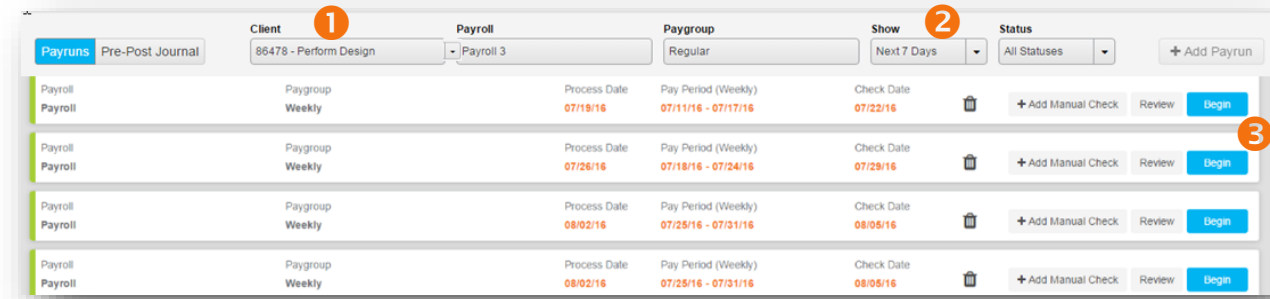 1 2
Client Payroll Paygroup Show Status
Payruns Pre-Post Journal 86478 - Perform Design Payroll 3 Regular Next 7 Days All Statuses + Add Payrun
Payroll Paygroup Process Date Pay Period (Weekly) Check Date
Payroll Weekly 07/19/16 07/11/16 - 07/17/16 07/22/16 + Add Manual Check Review Begin
3
Payroll Paygroup Process Date Pay Period (Weekly) Check Date
Payroll Weekly 07/26/16 07/18/16 - 07/24/16 07/29/16 + Add Manual Check Review Begin
Payroll Paygroup Process Date Pay Period (Weekly) Check Date
Payroll Weekly 08/02/16 07/25/16 - 07/31/16 08/05/16 + Add Manual Check Review Begin
Payroll Paygroup Process Date Pay Period (Weekly) Check Date
Payroll Weekly 08/02/16 07/25/16 - 07/31/16 08/05/16 + Add Manual Check Review Begin